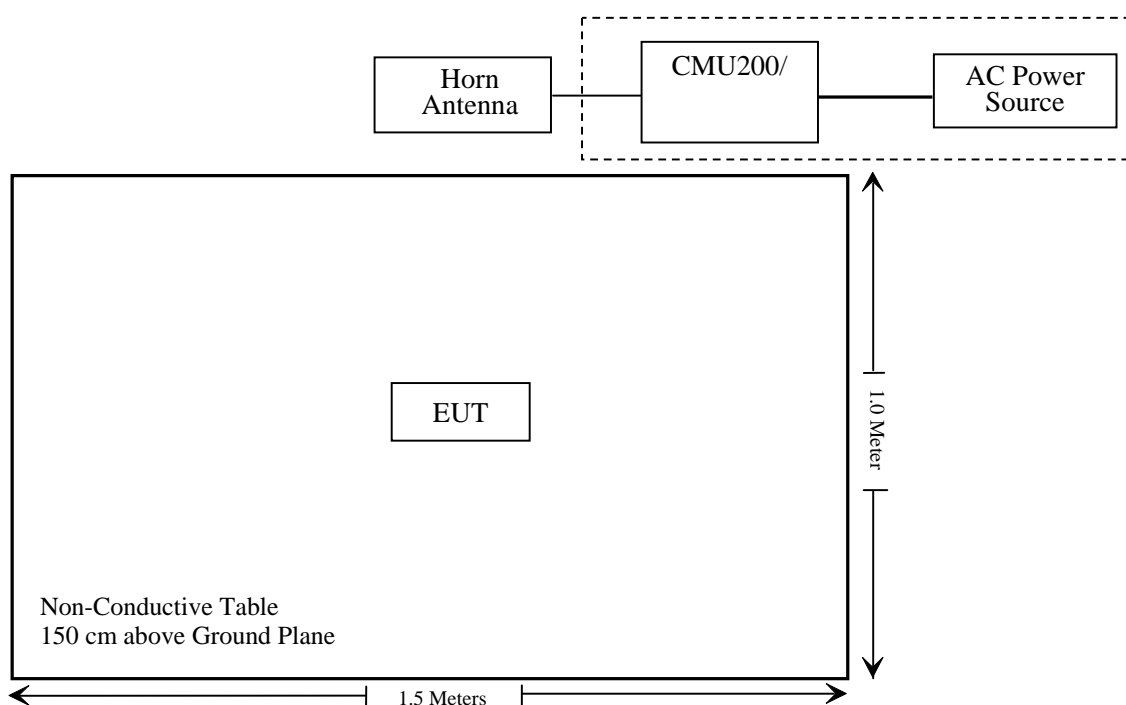 Horn
Antenna
CMU200/
AC Power
Source
EUT
1.0 Meter
Non-Conductive Table
150 cm above Ground Plane
1.5 Meters